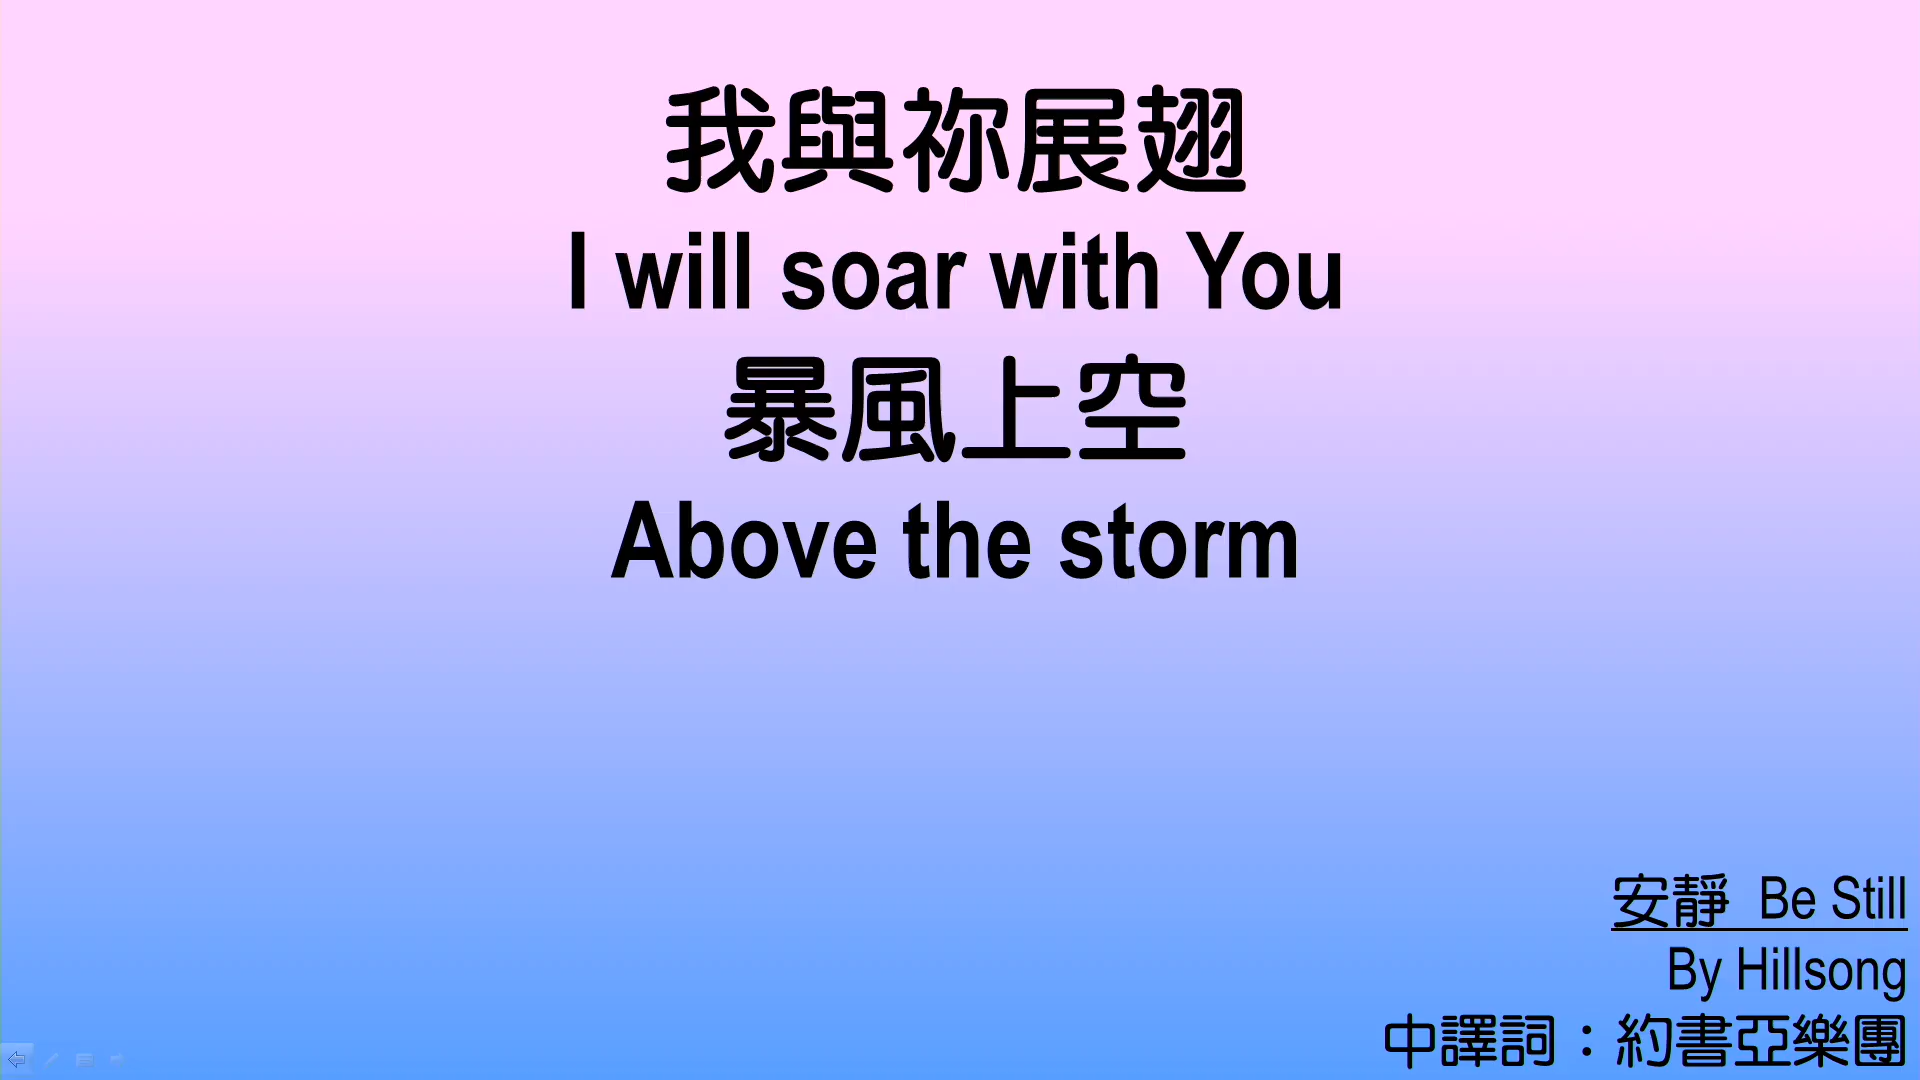 我與祢展翅
I will soar with You
暴風上空
Above the storm
安靜 Be Still
By Hillsong
中譯詞：約書亞樂團